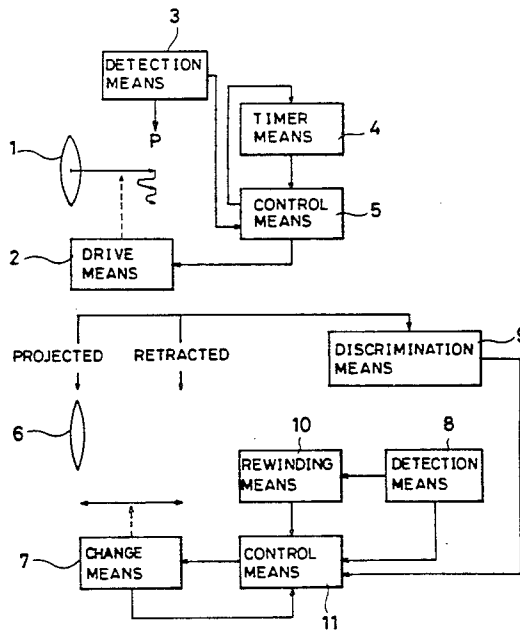 3
DETECTION
MEANS
P
1
TIMER
MEANS
4
CONTROL
MEANS
5
2
DRIVE
MEANS
PROJECTED
RETRACTED
DISCRIMINATION
MEANS
9
6
10
8
REWINDING
MEANS
DETECTION
MEANS
7
CHANGE
MEANS
CONTROL
MEANS
11